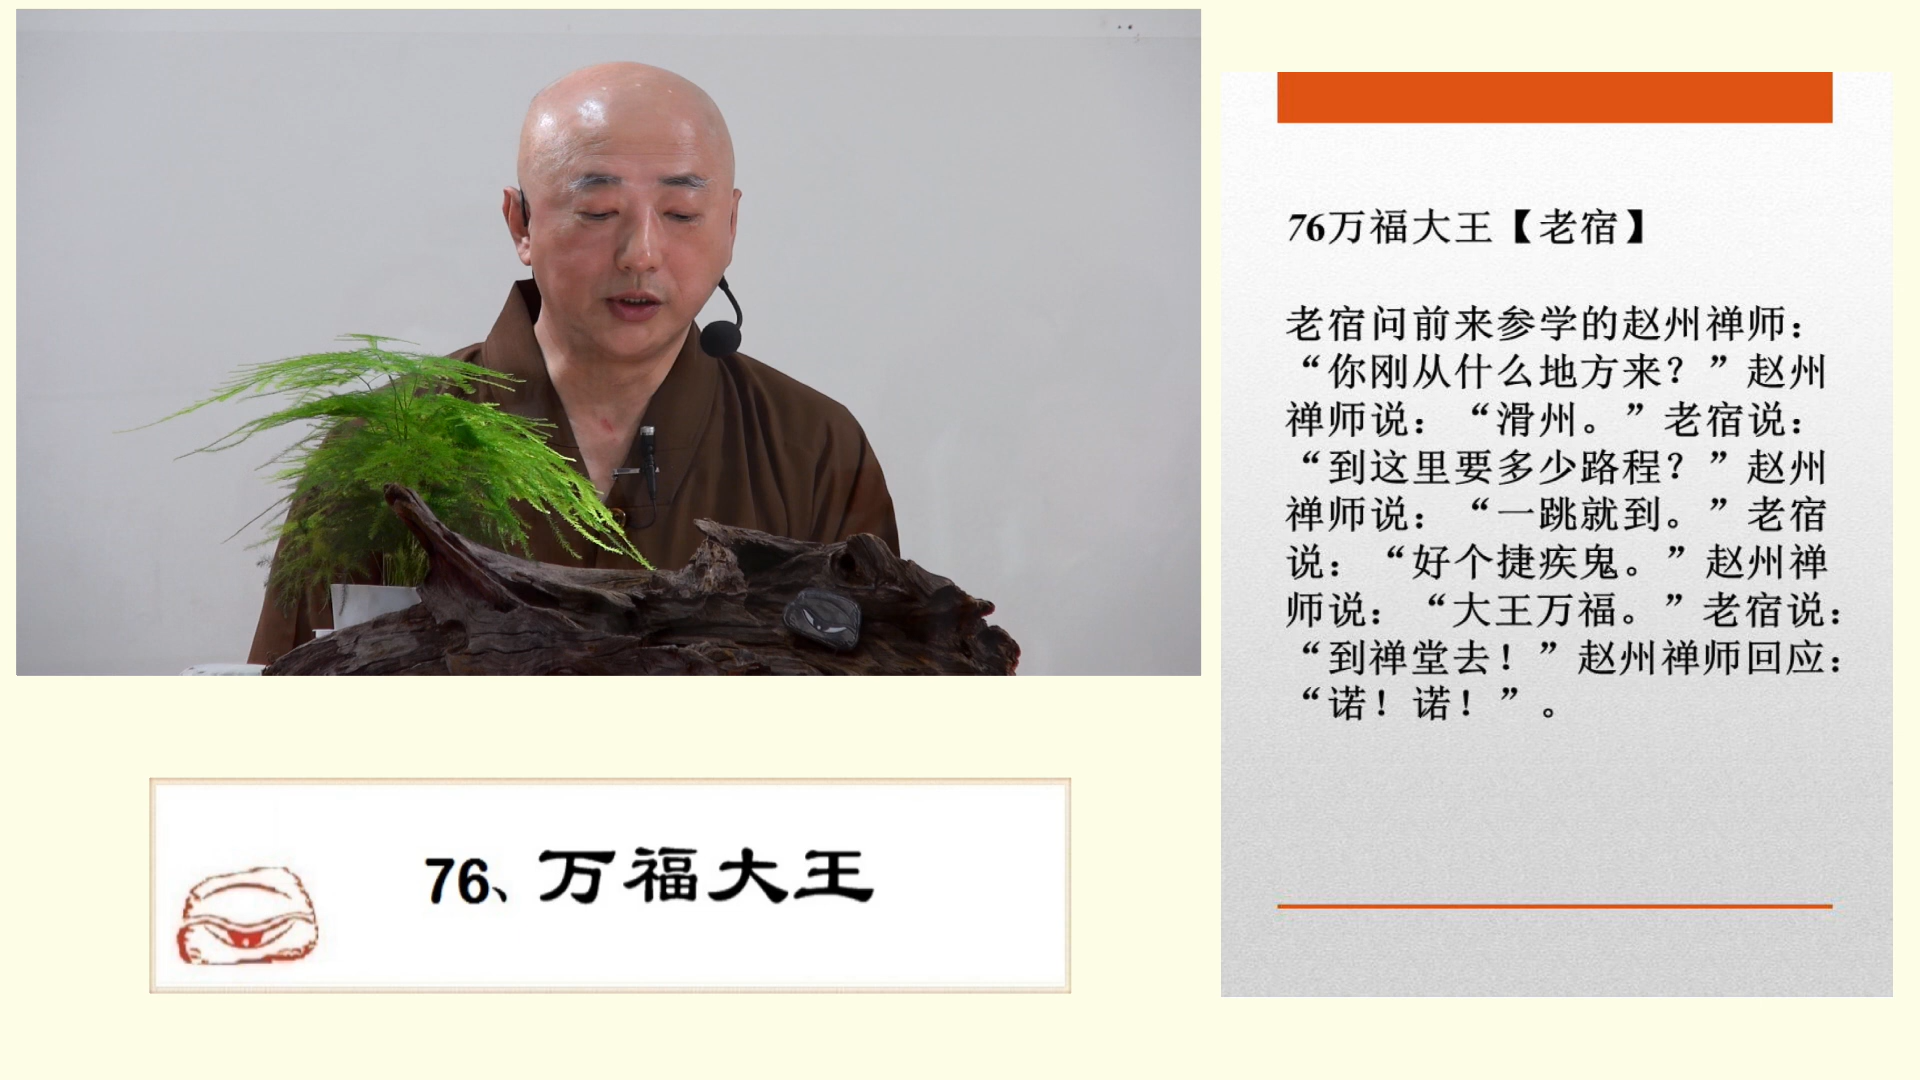 76万福大王【老宿】
老宿问前来参学的赵州禅师：
“你刚从什么地方来？”赵州
禅师说：“滑州。”老宿说：
“到这里要多少路程？”赵州
禅师说：“一跳就到。”老宿
说：“好个捷疾鬼。”赵州禅
师说：“大王万福。”老宿说：
“到禅堂去！”赵州禅师回应：
“诺！诺！”。
76、万福大王